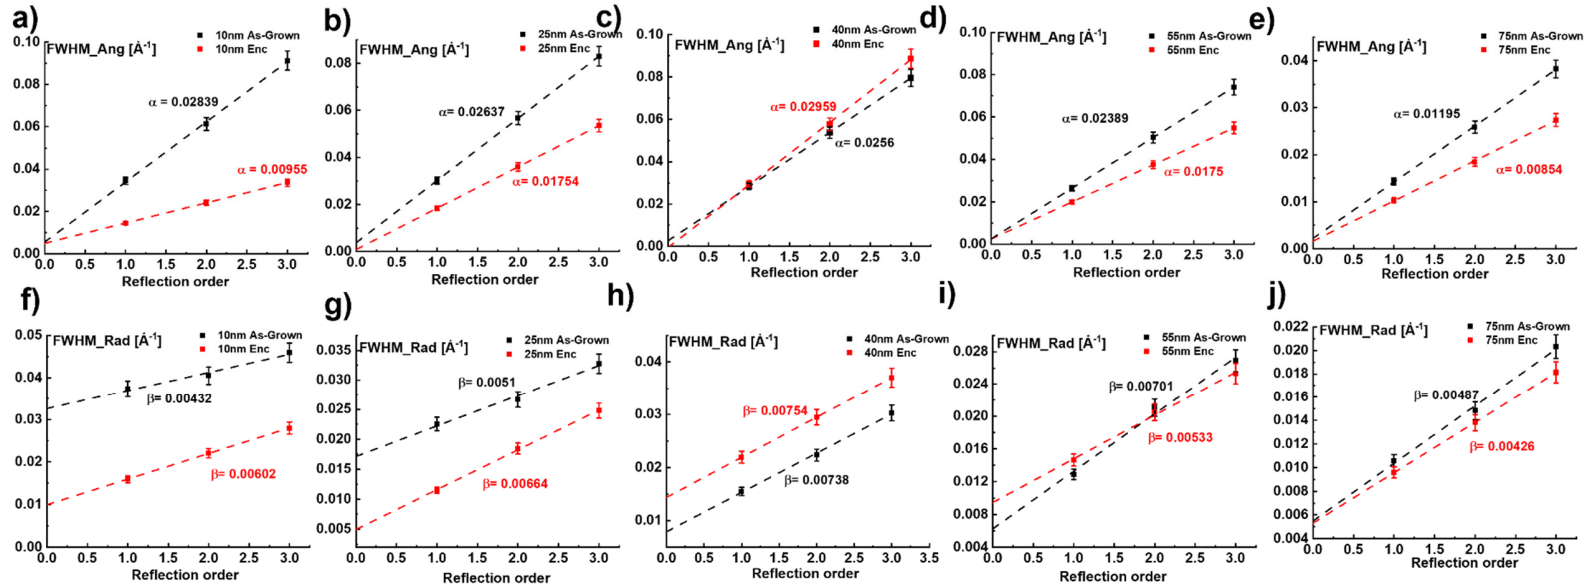 a)
FWHM_Ang [Å-1]
10nm As-Grown
10nm Enc
α = 0.02839
α = 0.00955
0.10
0.08
0.06
0.04
0.02
0.00
0.0 0.5 1.0 1.5 2.0 2.5 3.0
Reflection order
b)
FWHM_Ang [Å-1]
25nm As-Grown
25nm Enc
α= 0.02637
α= 0.01754
0.08
0.06
0.04
0.02
0.00
0.0 0.5 1.0 1.5 2.0 2.5 3.0
Reflection order
c)
FWHM_Ang [Å-1]
40nm As-Grown
40nm Enc
α= 0.02959
α= 0.0256
0.10
0.08
0.06
0.04
0.02
0.00
0.0 0.5 1.0 1.5 2.0 2.5 3.0
Reflection order
d)
FWHM_Ang [Å-1]
55nm As-Grown
55nm Enc
α= 0.02389
α= 0.0175
0.10
0.08
0.06
0.04
0.02
0.00
0.0 0.5 1.0 1.5 2.0 2.5 3.0
Reflection order
e)
FWHM_Ang [Å-1]
75nm As-Grown
75nm Enc
α= 0.01195
α= 0.00854
0.04
0.03
0.02
0.01
0.00
0.0 0.5 1.0 1.5 2.0 2.5 3.0
Reflection order
f)
FWHM_Rad [Å-1]
10nm As-Grown
10nm Enc
β= 0.00432
β= 0.00602
0.05
0.04
0.03
0.02
0.01
0.00
0.0 0.5 1.0 1.5 2.0 2.5 3.0
Reflection order
g)
FWHM_Rad [Å-1]
25nm As-Grown
25nm Enc
β= 0.0051
β= 0.00664
0.035
0.030
0.025
0.020
0.015
0.010
0.005
0.0 0.5 1.0 1.5 2.0 2.5 3.0
Reflection order
h)
FWHM_Rad [Å-1]
40nm As-Grown
40nm Enc
β= 0.00754
β= 0.00738
0.04
0.03
0.02
0.01
0.0 0.5 1.0 1.5 2.0 2.5 3.0 3.5
Reflection order
i)
FWHM_Rad [Å-1]
55nm As-Grown
55nm Enc
β= 0.00701
β= 0.00533
0.028
0.024
0.020
0.016
0.012
0.008
0.004
0.0 0.5 1.0 1.5 2.0 2.5 3.0
Reflection order
j)
FWHM_Rad [Å-1]
75nm As-Grown
75nm Enc
β= 0.00487
β= 0.00426
0.022
0.020
0.018
0.016
0.014
0.012
0.010
0.008
0.006
0.004
0.0 0.5 1.0 1.5 2.0 2.5 3.0
Reflection order